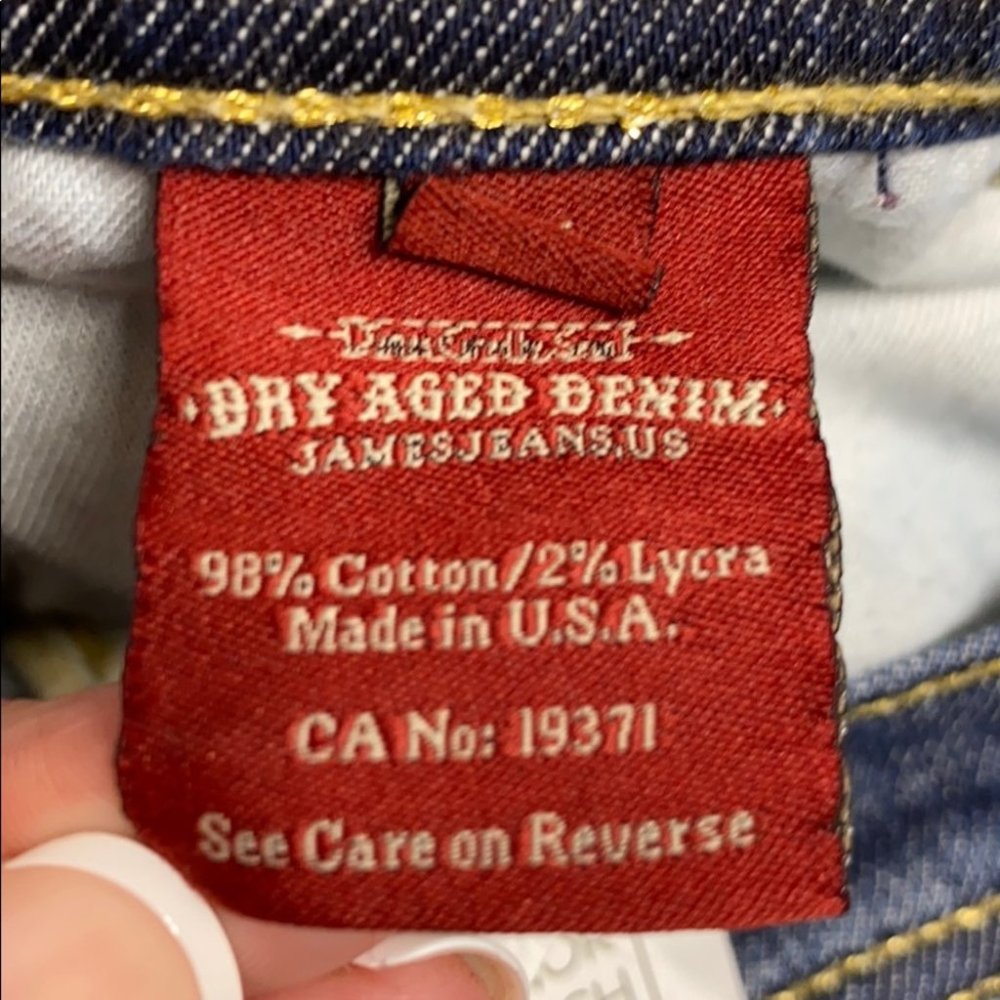 DRY AGED DENIM
JAMESJEANS.US
98% Cotton/2% Lycra
Made in U.S.A.
CA No: 19371
See Care on Reverse